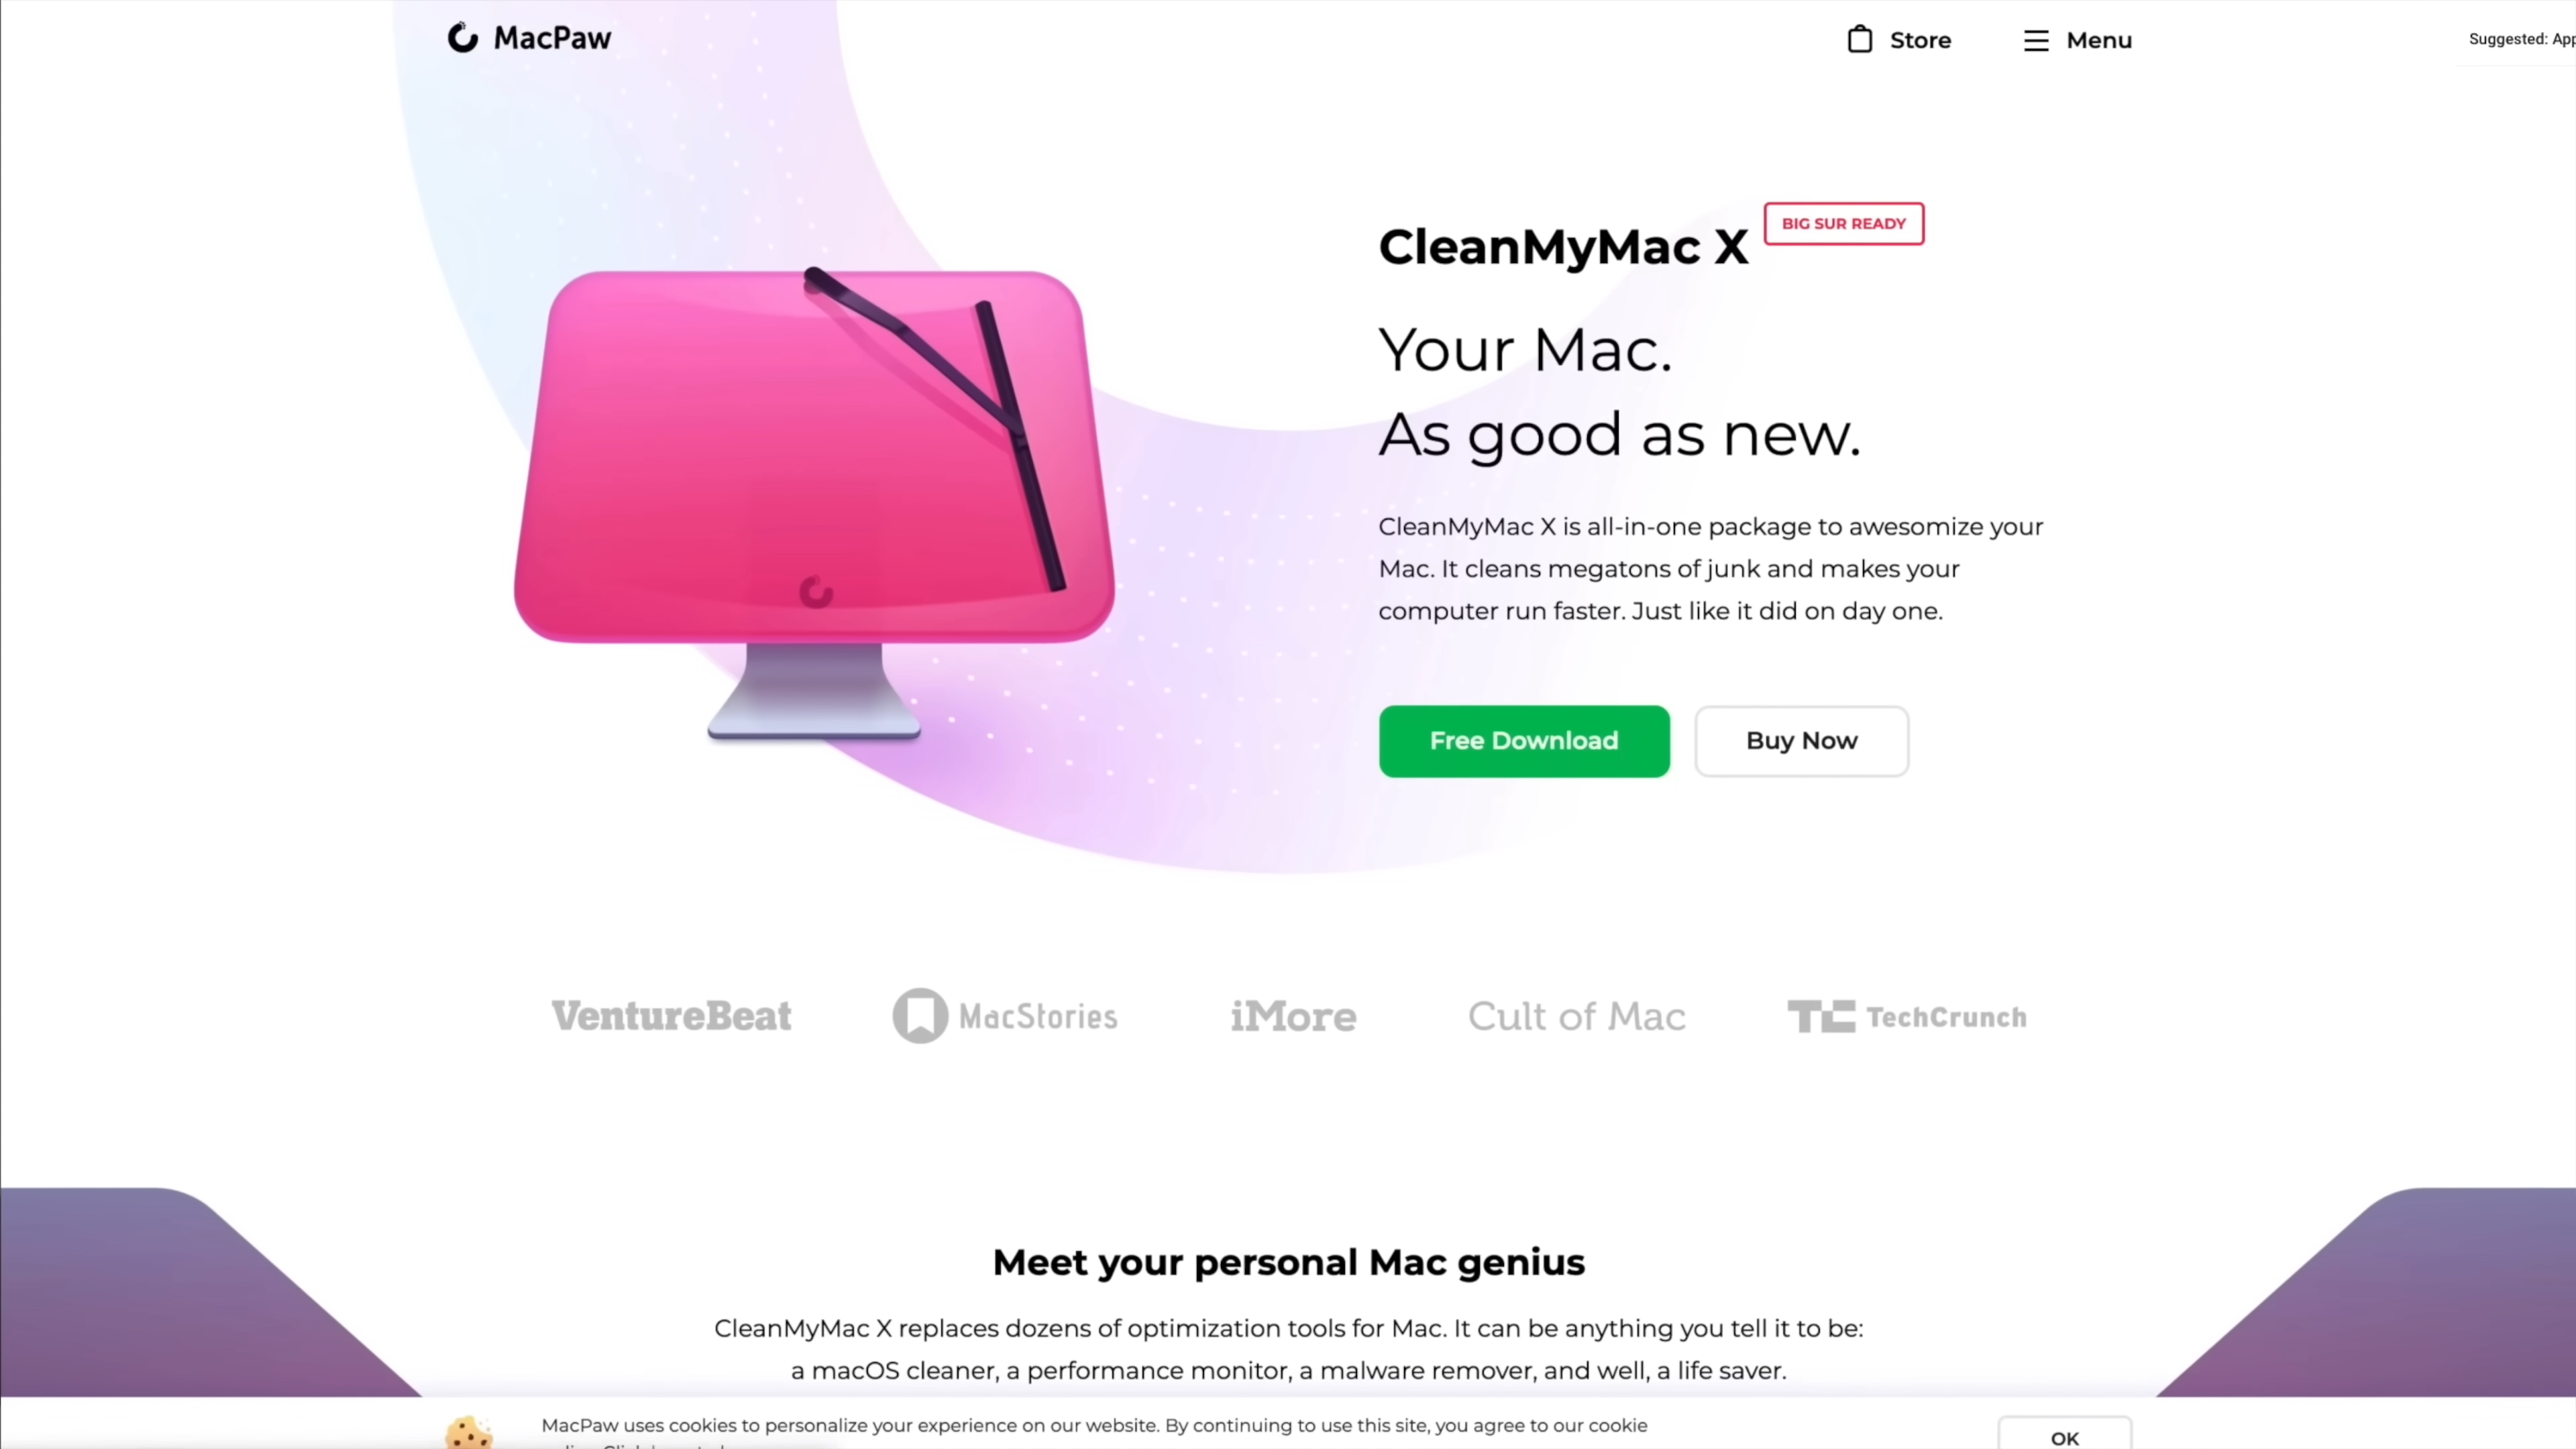 MacPaw
Store
Menu
Suggested: App
CleanMyMac X
BIG SUR READY
Your Mac.
As good as new.
CleanMyMac X is all-in-one package to awesomize your
Mac. It cleans megatons of junk and makes your
computer run faster. Just like it did on day one.
Free Download
Buy Now
VentureBeat
MacStories
iMore
Cult of Mac
TC TechCrunch
Meet your personal Mac genius
CleanMyMac X replaces dozens of optimization tools for Mac. It can be anything you tell it to be:
a macOS cleaner, a performance monitor, a malware remover, and well, a life saver.
MacPaw uses cookies to personalize your experience on our website. By continuing to use this site, you agree to our cookie
OK